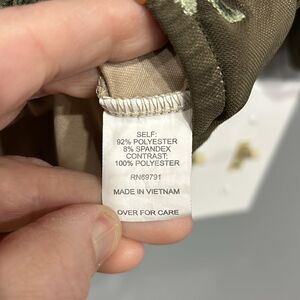 SELF:
92% POLYESTER
8% SPANDEX
CONTRAST:
100% POLYESTER
RN69791
MADE IN VIETNAM
OVER FOR CARE